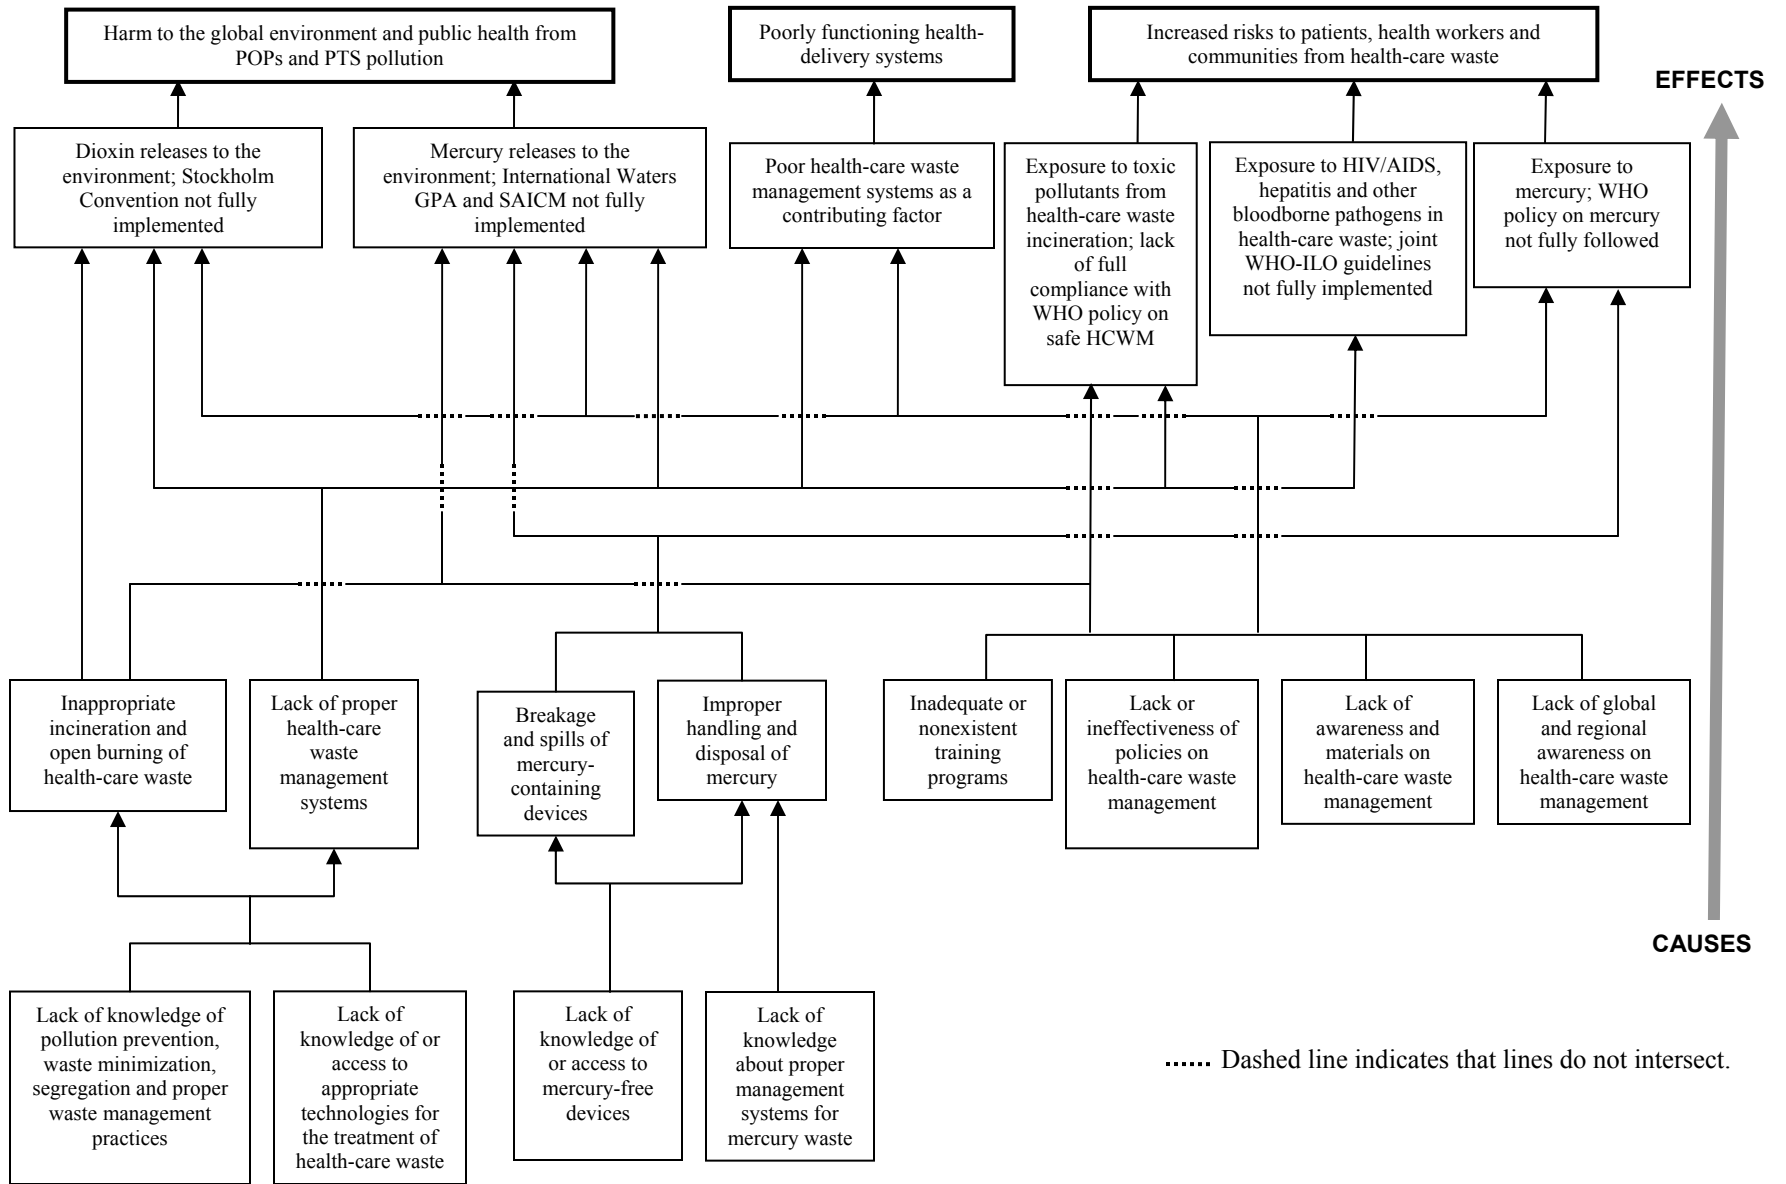 Harm to the global environment and public health from
POPs and PTS pollution
Poorly functioning health-
delivery systems
Increased risks to patients, health workers and
communities from health-care waste
EFFECTS
Dioxin releases to the
environment; Stockholm
Convention not fully
implemented
Mercury releases to the
environment; International Waters
GPA and SAICM not fully
implemented
Poor health-care waste
management systems as a
contributing factor
Exposure to toxic
pollutants from
health-care waste
incineration; lack
of full
compliance with
WHO policy on
safe HCWM
Exposure to HIV/AIDS,
hepatitis and other
bloodborne pathogens in
health-care waste; joint
WHO-ILO guidelines
not fully implemented
Exposure to
mercury; WHO
policy on mercury
not fully followed
Inappropriate
incineration and
open burning of
health-care waste
Lack of proper
health-care
waste
management
systems
Breakage
and spills of
mercury-
containing
devices
Improper
handling and
disposal of
mercury
Inadequate or
nonexistent
training
programs
Lack or
ineffectiveness of
policies on
health-care waste
management
Lack of
awareness and
materials on
health-care waste
management
Lack of global
and regional
awareness on
health-care waste
management
CAUSES
Lack of knowledge of
pollution prevention,
waste minimization,
segregation and proper
waste management
practices
Lack of
knowledge of or
access to
appropriate
technologies for
the treatment of
health-care waste
Lack of
knowledge of
or access to
mercury-free
devices
Lack of
knowledge
about proper
management
systems for
mercury waste
Dashed line indicates that lines do not intersect.